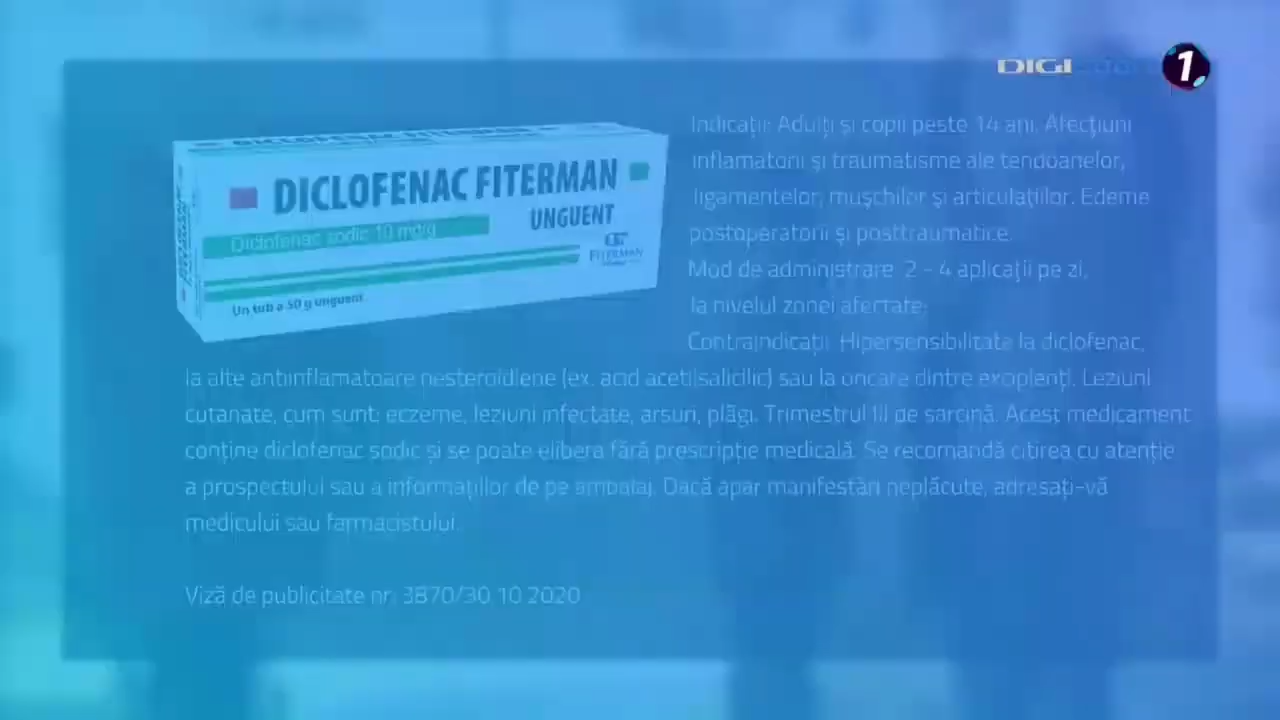 DIGI
1
DICLOFENAC FITERMAN
UNGUENT
Diclofenac sodic 10 mg/g
FITERMAN
Un tub a 50 g unguent
Indicații: Adulți și copii peste 14 ani. Afecțiuni
inflamatorii și traumatisme ale tendoanelor,
ligamentelor, mușchilor și articulațiilor. Edeme
postoperatorii și posttraumatice.
Mod de administrare: 2 - 4 aplicații pe zi,
la nivelul zonei afectate.
Contraindicații: Hipersensibilitate la diclofenac,
la alte antiinflamatoare nesteroidiene (ex. acid acetilsalicilic) sau la oricare dintre excipienți. Leziuni
cutanate, cum sunt: eczeme, leziuni infectate, arsuri, plăgi. Trimestrul III de sarcină. Acest medicament
conține diclofenac sodic și se poate elibera fără prescripție medicală. Se recomandă citirea cu atenție
a prospectului sau a informațiilor de pe ambalaj. Dacă apar manifestări neplăcute, adresați-vă
medicului sau farmacistului.
Viză de publicitate nr. 3870/30.10.2020